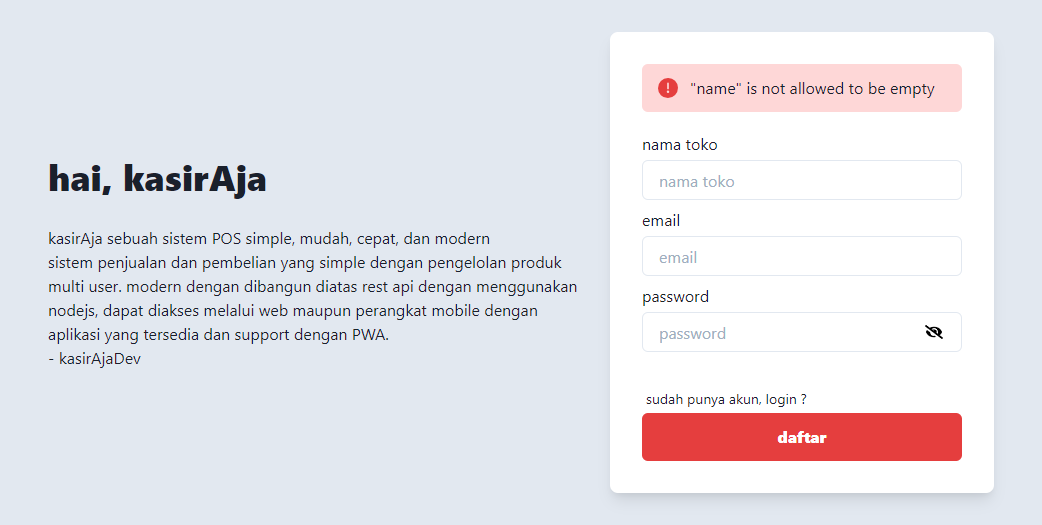 hai, kasirAja
kasirAja sebuah sistem POS simple, mudah, cepat, dan modern
sistem penjualan dan pembelian yang simple dengan pengelolan produk
multi user. modern dengan dibangun diatas rest api dengan menggunakan
nodejs, dapat diakses melalui web maupun perangkat mobile dengan
aplikasi yang tersedia dan support dengan PWA.
- kasirAjaDev
"name" is not allowed to be empty
nama toko
nama toko
email
email
password
password
sudah punya akun, login ?
daftar